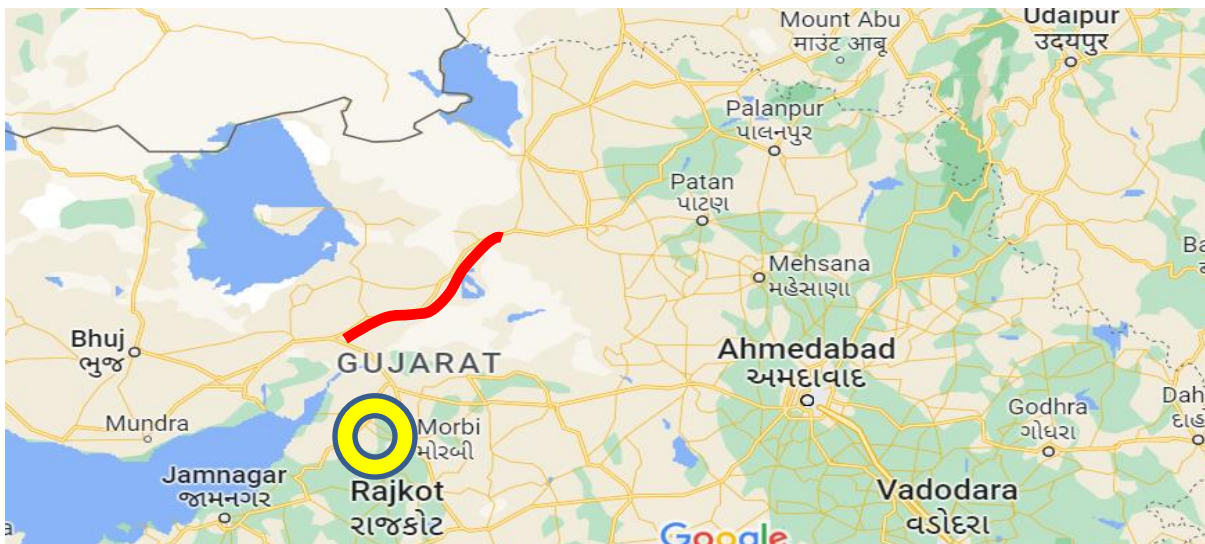 Mount Abu
માઉંટ આબૂ
Udaipur
उदयपुर
Palanpur
પાલનપુર
Patan
પાટણ
Mehsana
મહેસાણા
Bhuj
ભુજ
GUJARAT
Ahmedabad
અમદાવાદ
Mundra
Morbi
મોરબી
Godhra
ગોધરા
Jamnagar
જામનગર
Rajkot
રાજકોટ
Vadodara
વડોદરા
Google